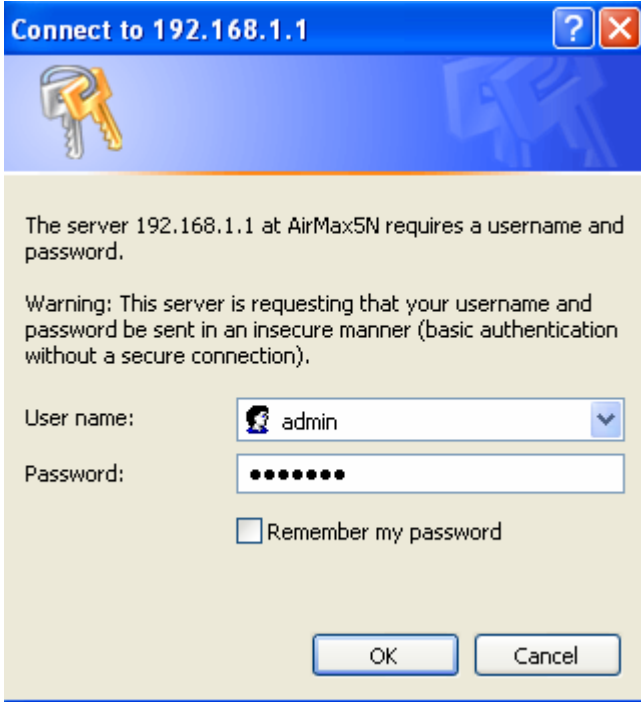 Connect to 192.168.1.1
The server 192.168.1.1 at AirMax5N requires a username and
password.
Warning: This server is requesting that your username and
password be sent in an insecure manner (basic authentication
without a secure connection).
User name:
admin
Password:
•••••••
Remember my password
OK
Cancel